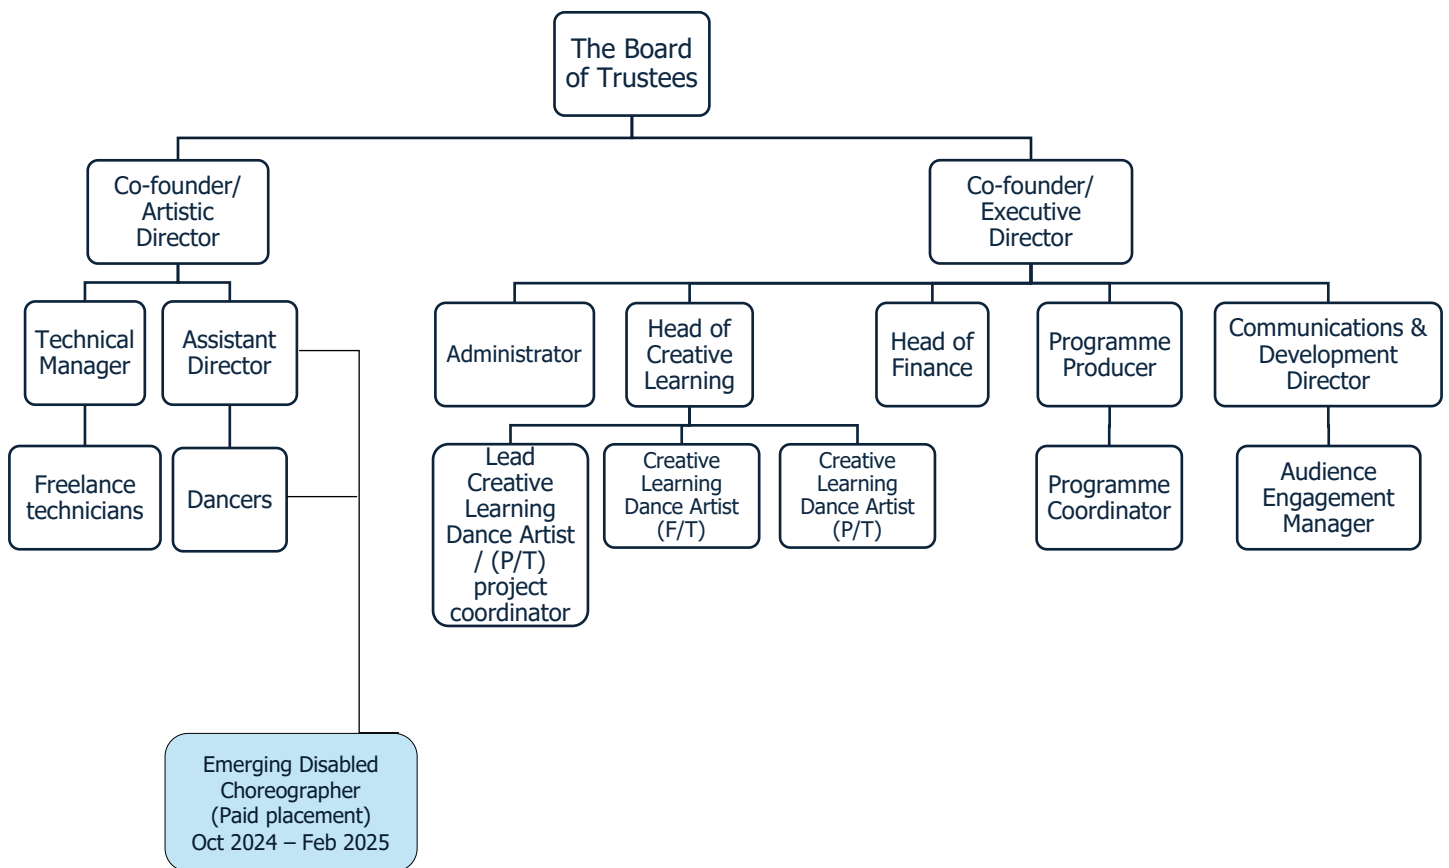 The Board
of Trustees
Co-founder/
Artistic
Director
Co-founder/
Executive
Director
Technical
Manager
Assistant
Director
Administrator
Head of
Creative
Learning
Head of
Finance
Programme
Producer
Communications &
Development
Director
Freelance
technicians
Dancers
Lead
Creative
Learning
Dance Artist
/ (P/T)
project
coordinator
Creative
Learning
Dance Artist
(F/T)
Creative
Learning
Dance Artist
(P/T)
Programme
Coordinator
Audience
Engagement
Manager
Emerging Disabled
Choreographer
(Paid placement)
Oct 2024 – Feb 2025